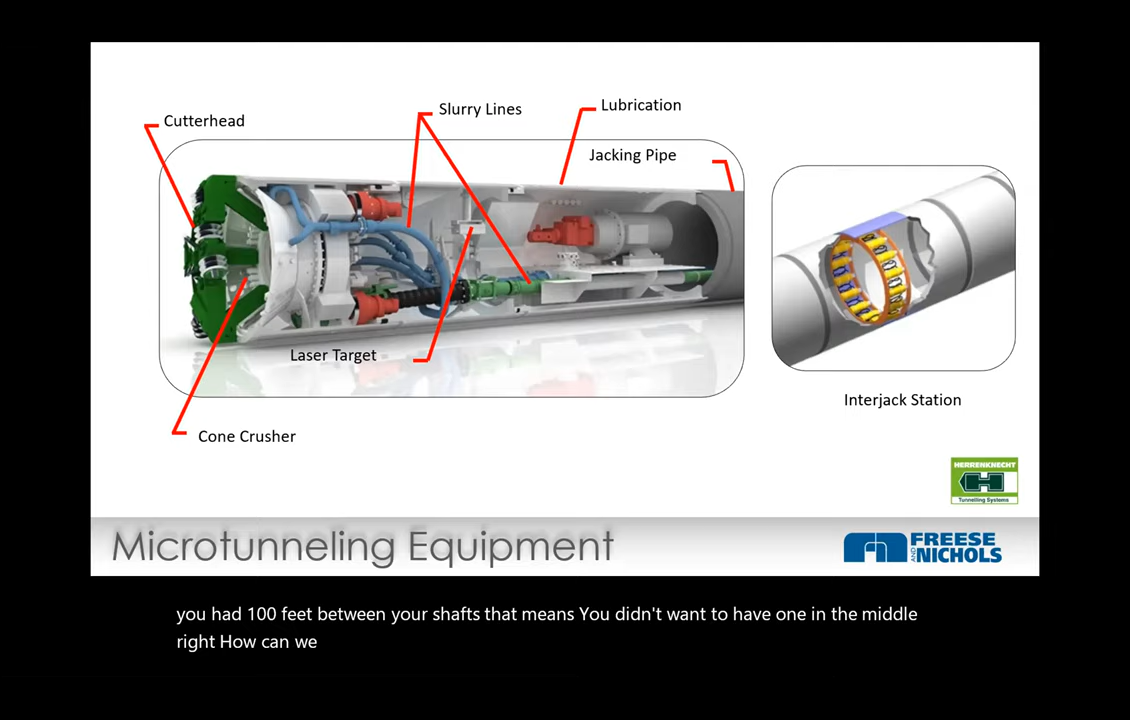 Cutterhead
Slurry Lines
Lubrication
Jacking Pipe
Laser Target
Cone Crusher
Interjack Station
HERRENKNECHT
Tunnelling Systems
Microtunneling Equipment
FREESE
AND
NICHOLS
you had 100 feet between your shafts that means You didn't want to have one in the middle
right How can we